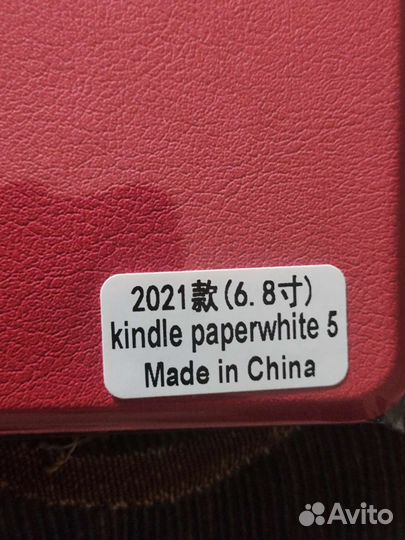 2021款(6.8寸)
kindle paperwhite 5
Made in China
Avito